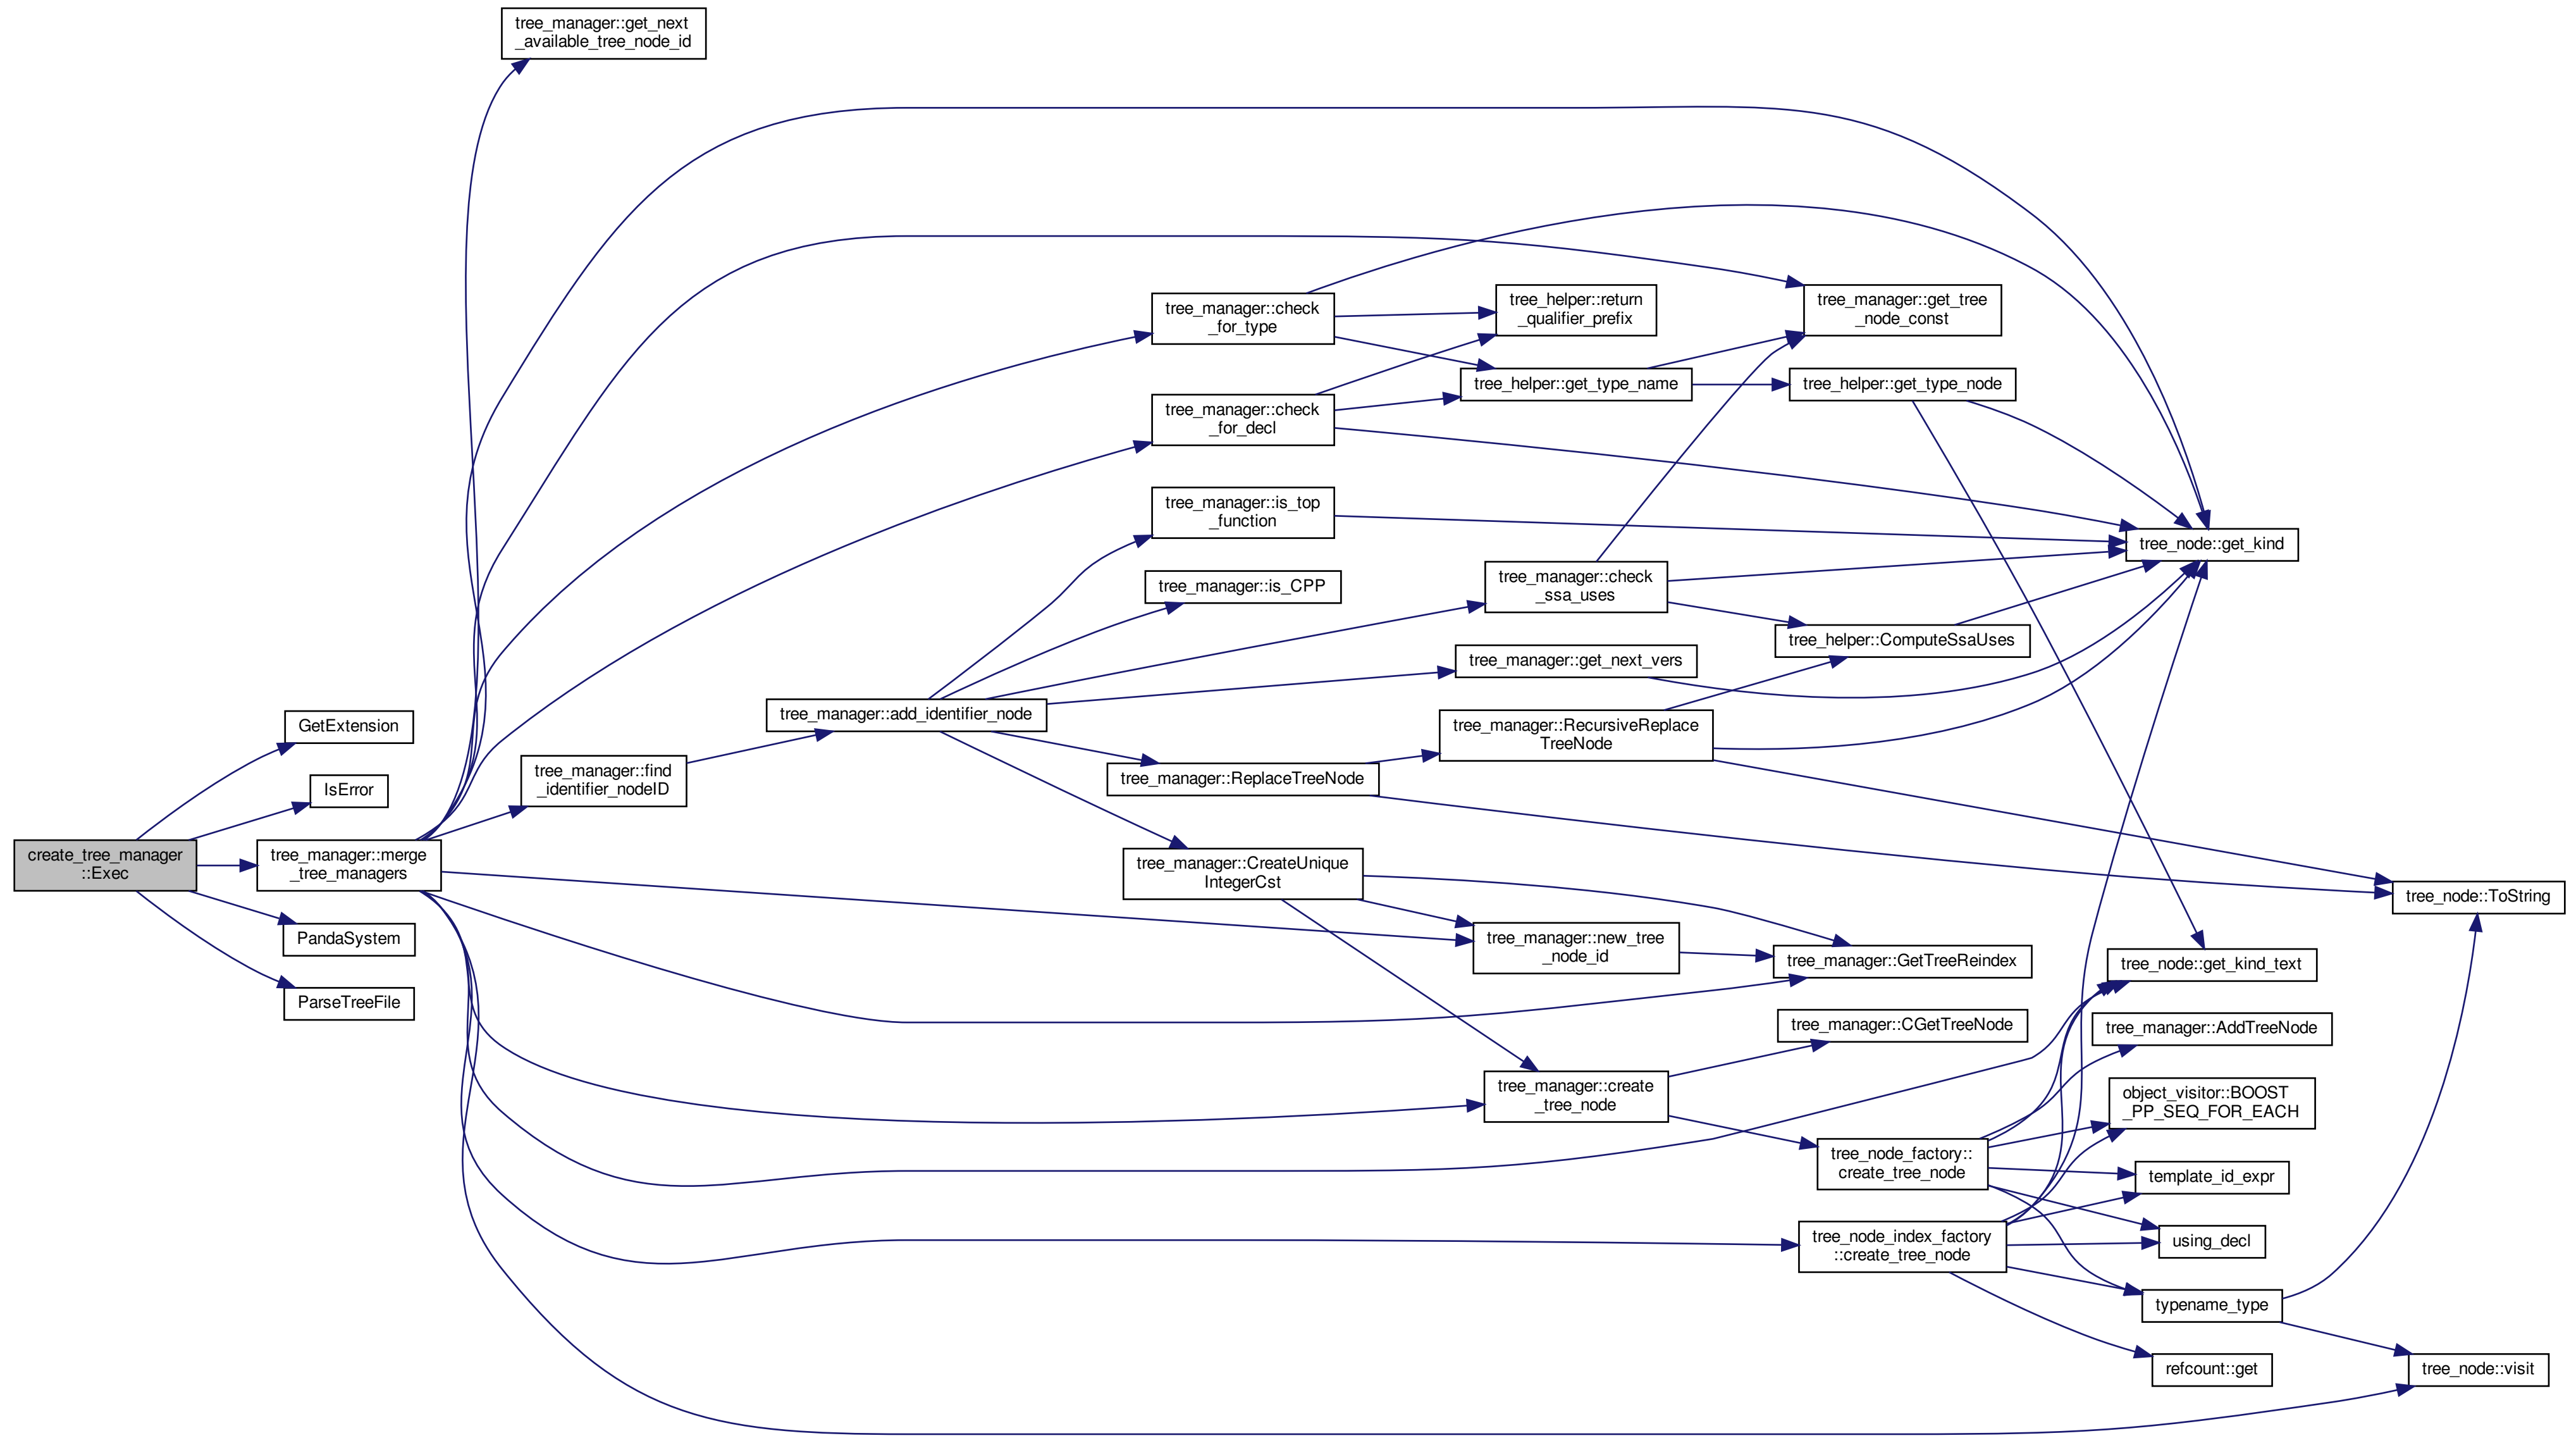 tree_manager::get_next
_available_tree_node_id
tree_manager::check
_for_type
tree_helper::return
_qualifier_prefix
tree_manager::get_tree
_node_const
tree_helper::get_type_name
tree_helper::get_type_node
tree_manager::check
_for_decl
tree_manager::is_top
_function
tree_node::get_kind
tree_manager::is_CPP
tree_manager::check
_ssa_uses
tree_helper::ComputeSsaUses
tree_manager::get_next_vers
tree_manager::add_identifier_node
GetExtension
tree_manager::RecursiveReplace
TreeNode
tree_manager::find
_identifier_nodeID
tree_manager::ReplaceTreeNode
IsError
create_tree_manager
::Exec
tree_manager::merge
_tree_managers
tree_manager::CreateUnique
IntegerCst
tree_node::ToString
PandaSystem
tree_manager::new_tree
_node_id
tree_manager::GetTreeReindex
tree_node::get_kind_text
ParseTreeFile
tree_manager::CGetTreeNode
tree_manager::AddTreeNode
tree_manager::create
_tree_node
object_visitor::BOOST
_PP_SEQ_FOR_EACH
tree_node_factory::
create_tree_node
template_id_expr
tree_node_index_factory
::create_tree_node
using_decl
typename_type
refcount::get
tree_node::visit